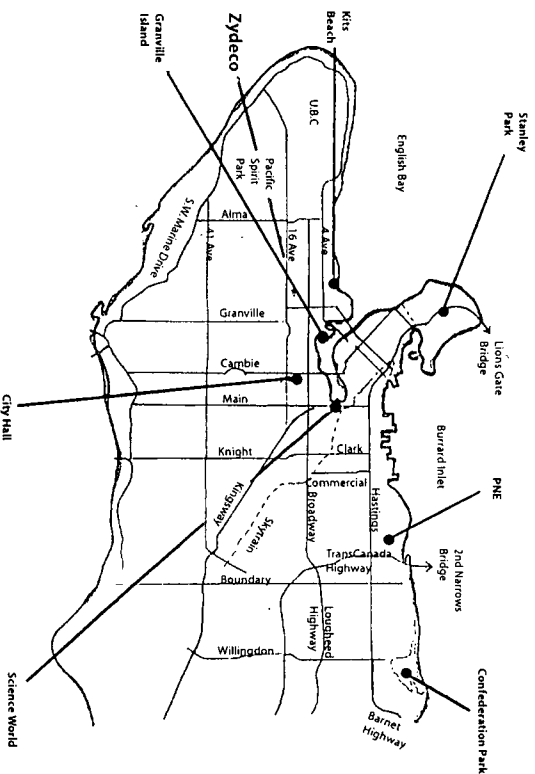 Stanley
Park
Kits
Beach
Granville
Island
Zydeco
English Bay
U.B.C
Pacific
Spirit
Park
S.W. Marine Drive
Alma
41 Ave
16 Ave
4 Ave
Granville
Cambie
Main
Knight
Clark
Commercial
Kingsway
Skytrain
Broadway
Hastings
TransCanada
Highway
Boundary
Lougheed
Highway
Willingdon
Barnet
Highway
Lions Gate
Bridge
Burrard Inlet
PNE
2nd Narrows
Bridge
Confederation Park
City Hall
Science World